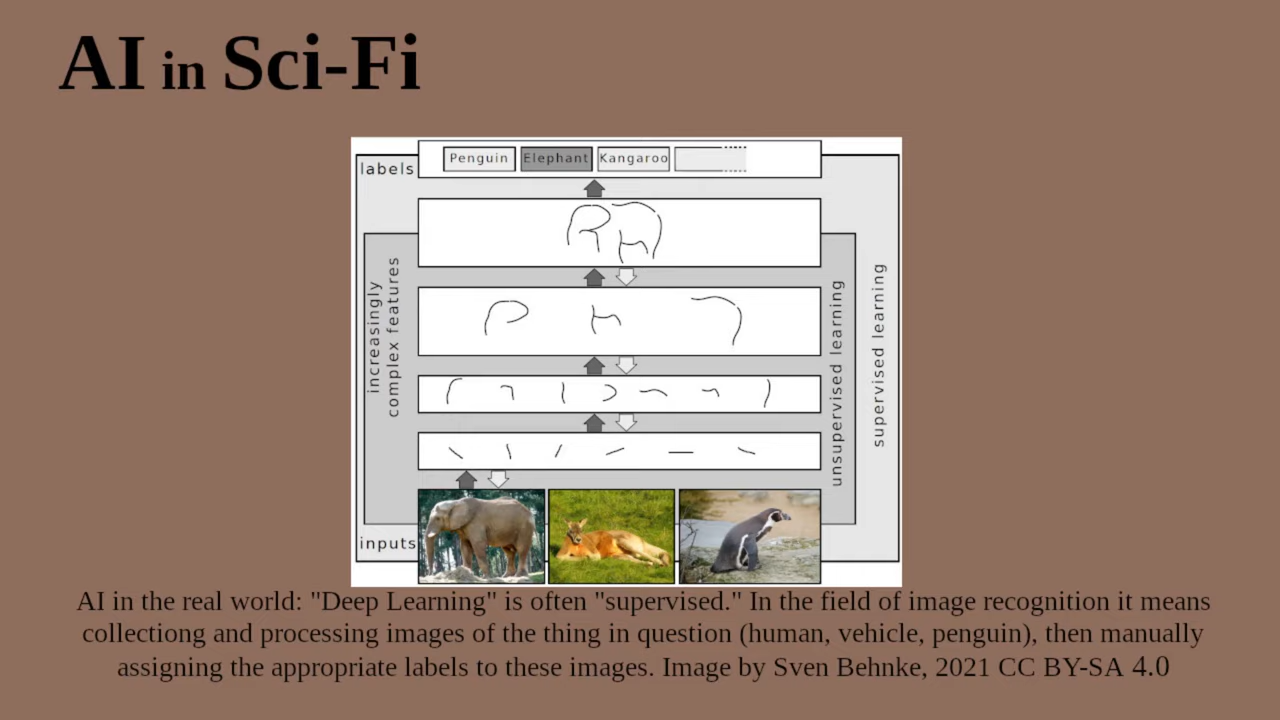 AI in Sci-Fi
Penguin Elephant Kangaroo
labels
increasingly
complex features
unsupervised learning
supervised learning
inputs
AI in the real world: "Deep Learning" is often "supervised." In the field of image recognition it means
collectiong and processing images of the thing in question (human, vehicle, penguin), then manually
assigning the appropriate labels to these images. Image by Sven Behnke, 2021 CC BY-SA 4.0